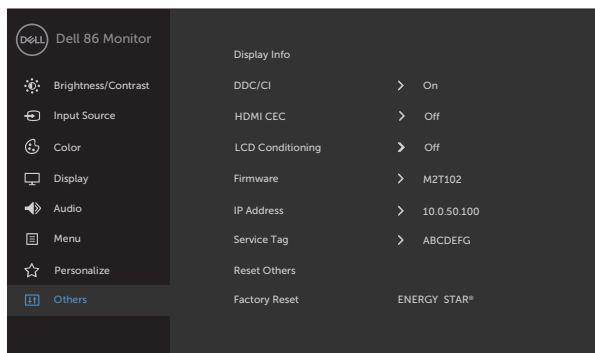 DELL
Dell 86 Monitor
Display Info
Brightness/Contrast DDC/CI On
Input Source HDMI CEC Off
Color LCD Conditioning Off
Display Firmware M2T102
Audio IP Address 10.0.50.100
Menu Service Tag ABCDEFG
Personalize Reset Others
Others Factory Reset ENERGY STAR®